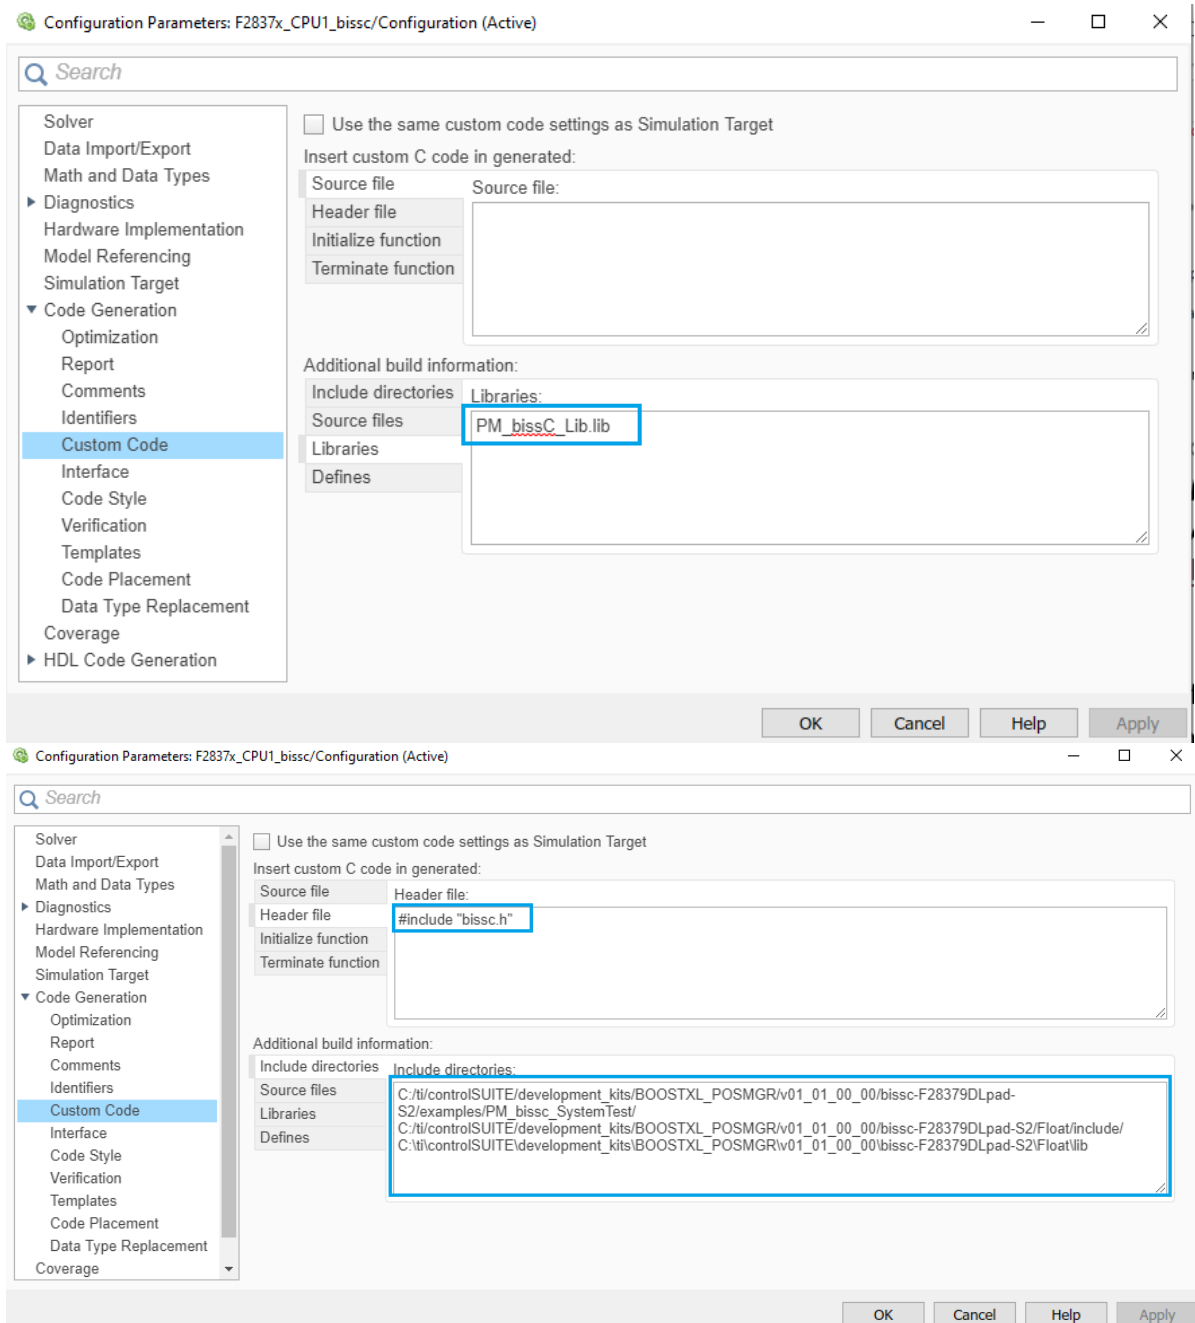 Configuration Parameters: F2837x_CPU1_bissc/Configuration (Active)
Search
Solver
Data Import/Export
Math and Data Types
Diagnostics
Hardware Implementation
Model Referencing
Simulation Target
Code Generation
Optimization
Report
Comments
Identifiers
Custom Code
Interface
Code Style
Verification
Templates
Code Placement
Data Type Replacement
Coverage
HDL Code Generation
Use the same custom code settings as Simulation Target
Insert custom C code in generated:
Source file
Header file
Initialize function
Terminate function
Source file:
Additional build information:
Include directories
Source files
Libraries
Defines
Libraries:
PM_bissC_Lib.lib
OK
Cancel
Help
Apply
Configuration Parameters: F2837x_CPU1_bissc/Configuration (Active)
Search
Solver
Data Import/Export
Math and Data Types
Diagnostics
Hardware Implementation
Model Referencing
Simulation Target
Code Generation
Optimization
Report
Comments
Identifiers
Custom Code
Interface
Code Style
Verification
Templates
Code Placement
Data Type Replacement
Coverage
Use the same custom code settings as Simulation Target
Insert custom C code in generated:
Source file
Header file
Initialize function
Terminate function
Header file:
#include "bissc.h"
Additional build information:
Include directories
Source files
Libraries
Defines
Include directories:
C:/ti/controlSUITE/development_kits/BOOSTXL_POSMGR/v01_01_00_00/bissc-F28379DLpad-
S2/examples/PM_bissc_SystemTest/
C:/ti/controlSUITE/development_kits/BOOSTXL_POSMGR/v01_01_00_00/bissc-F28379DLpad-S2/Float/include/
C:\ti\controlSUITE\development_kits\BOOSTXL_POSMGR\v01_01_00_00\bissc-F28379DLpad-S2\Float\lib
OK
Cancel
Help
Apply